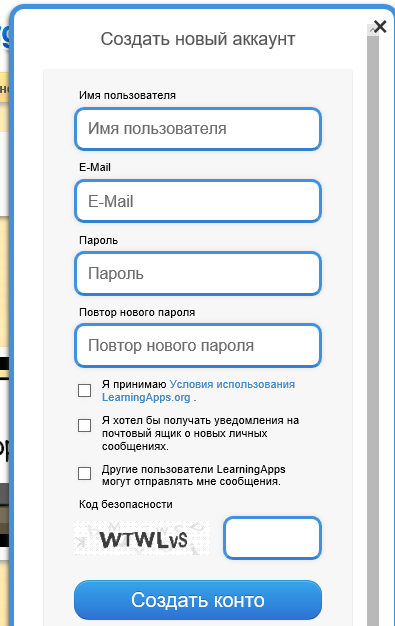 Создать новый аккаунт
Имя пользователя
Имя пользователя
E-Mail
E-Mail
Пароль
Пароль
Повтор нового пароля
Повтор нового пароля
Я принимаю Условия использования
LearningApps.org .
Я хотел бы получать уведомления на
почтовый ящик о новых личных
сообщениях.
Другие пользователи LearningApps
могут отправлять мне сообщения.
Код безопасности
WTWLvS
Создать конто